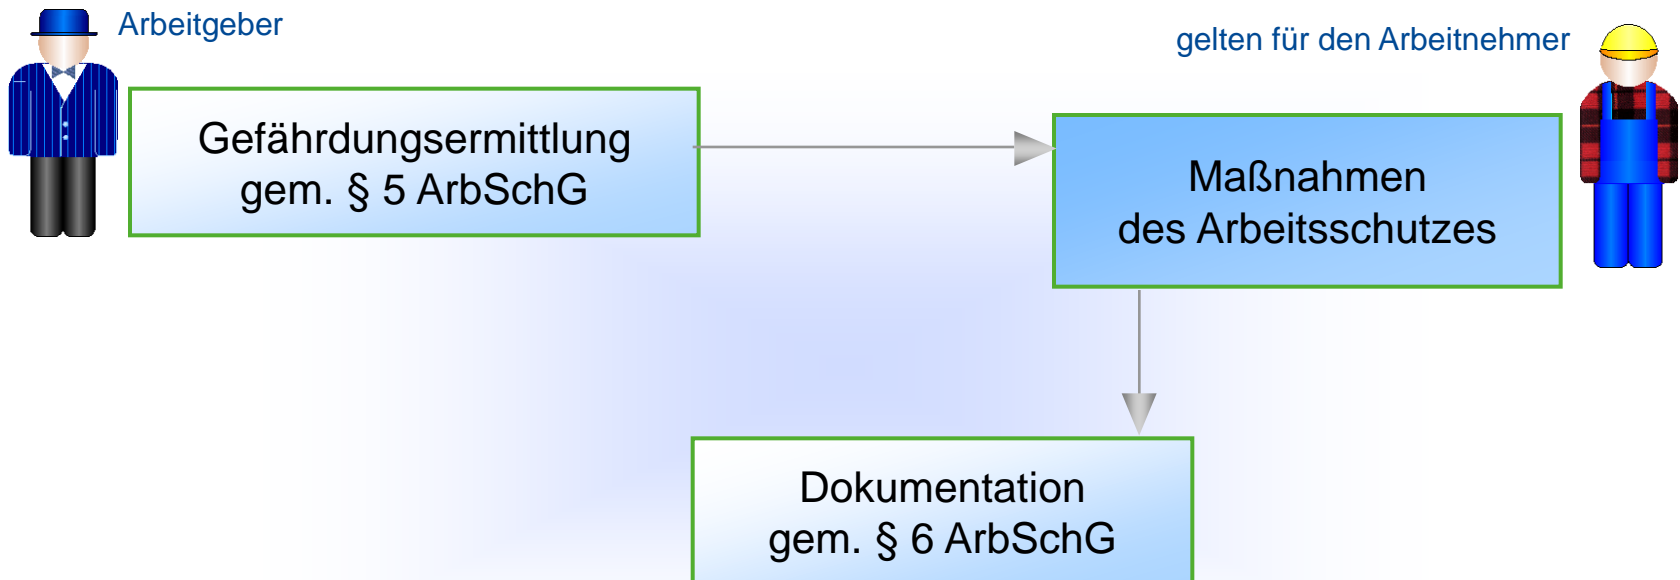 Arbeitgeber
gelten für den Arbeitnehmer
Gefährdungsermittlung
gem. § 5 ArbSchG
Maßnahmen
des Arbeitsschutzes
Dokumentation
gem. § 6 ArbSchG